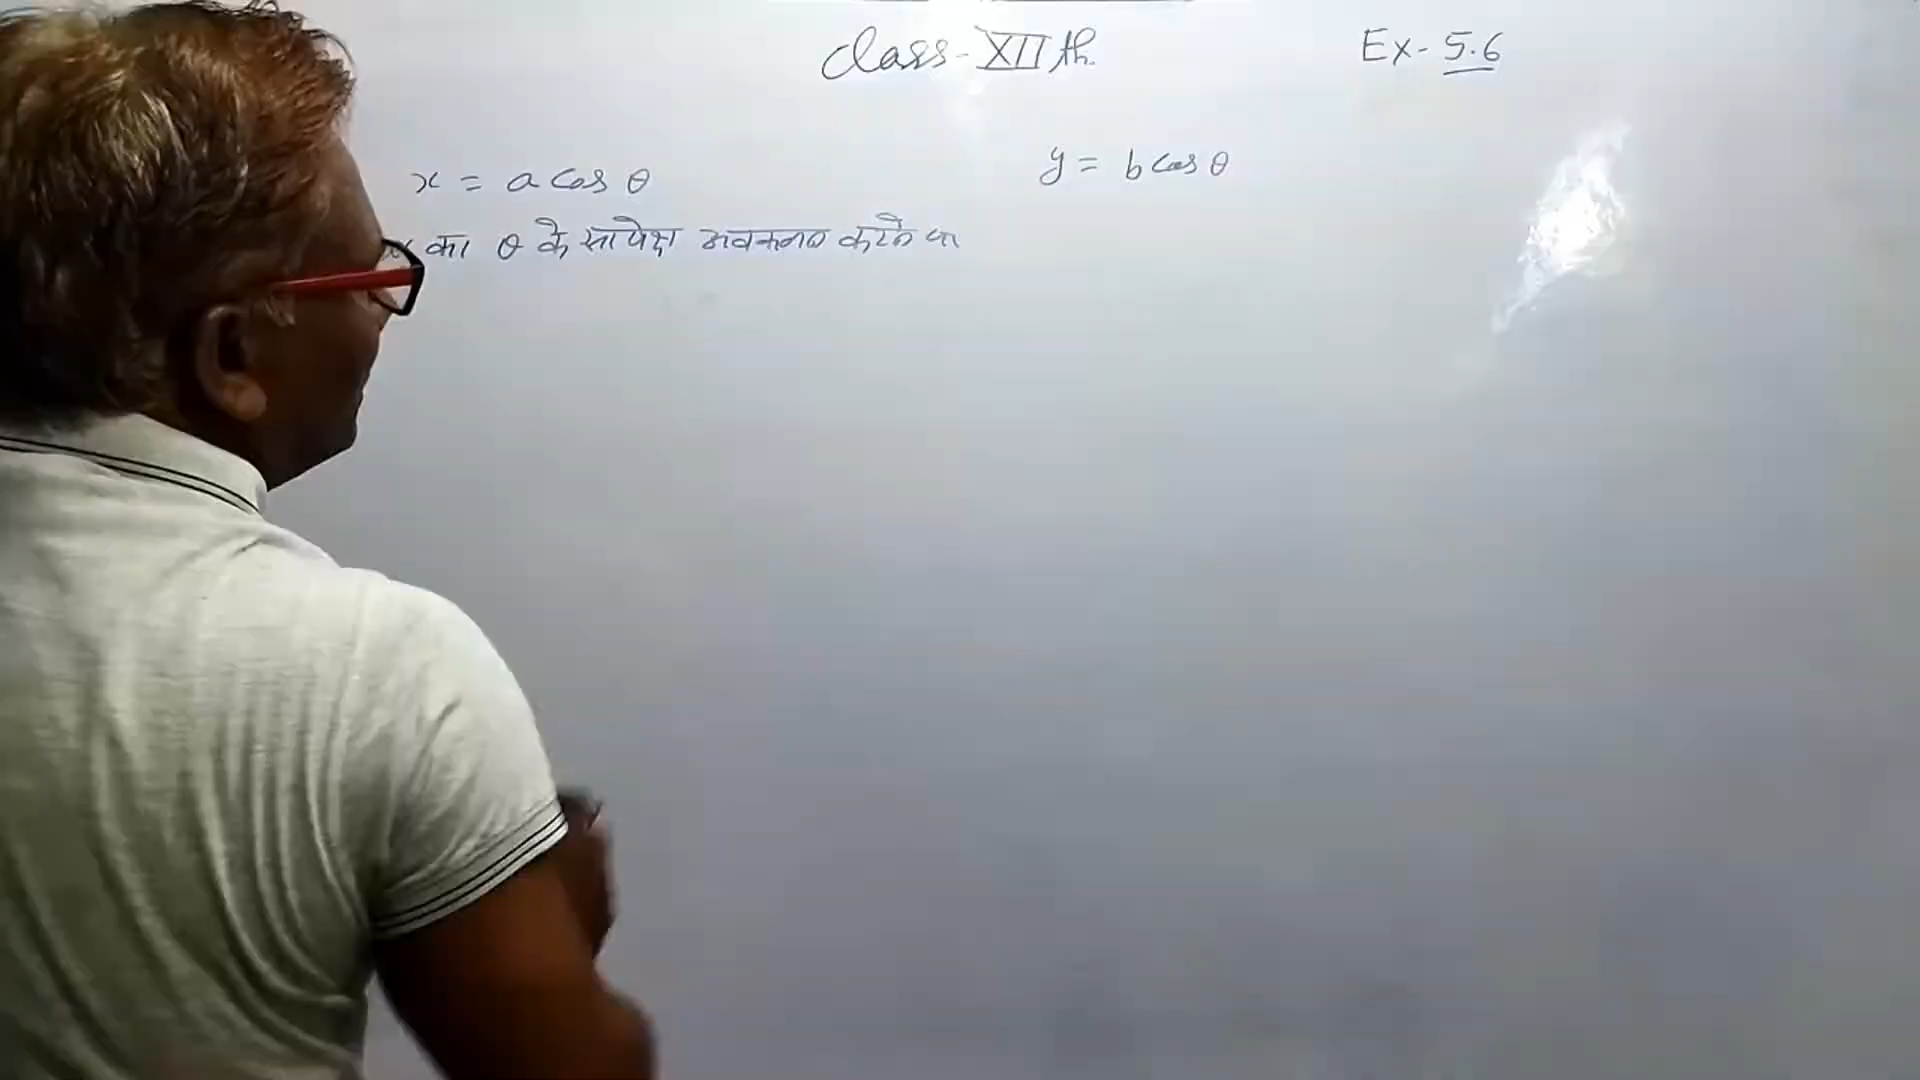 Class-XIIth.
Ex- 5.6
x = a cos θ
y = b cos θ
x का θ के सापेक्ष अवकलन करने पर